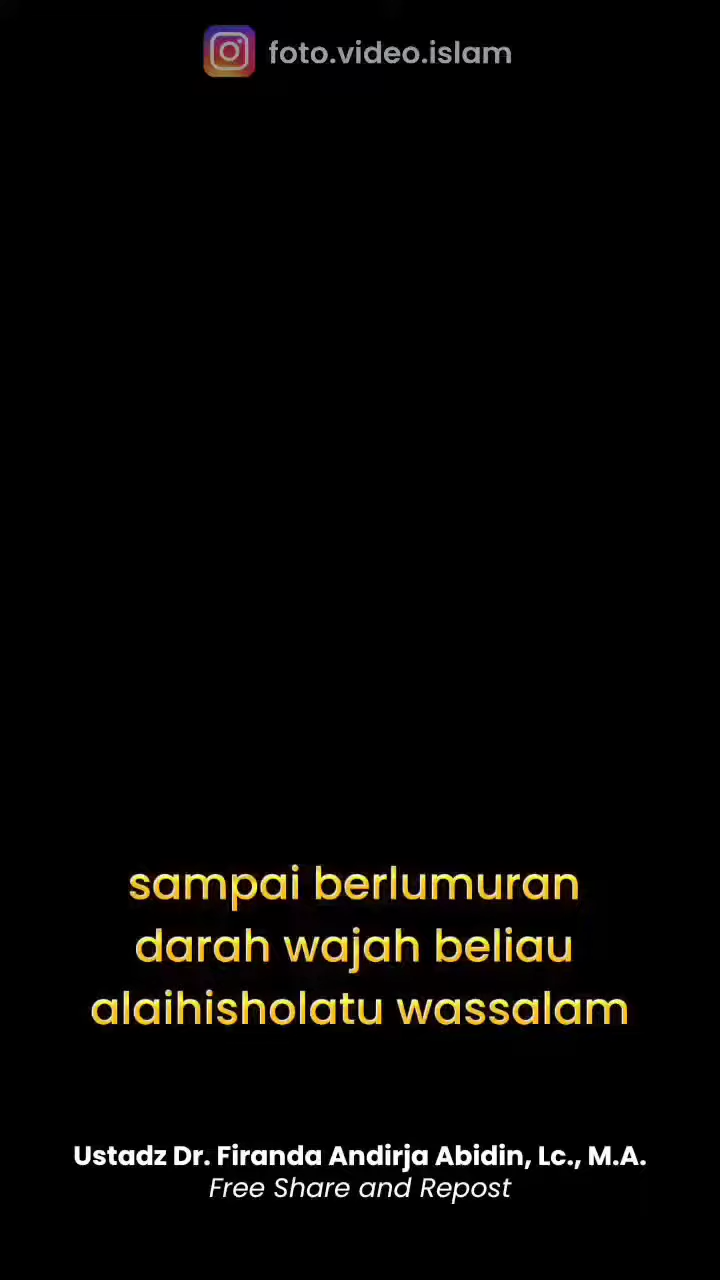 foto.video.islam
sampai berlumuran
darah wajah beliau
alaihisholatu wassalam
Ustadz Dr. Firanda Andirja Abidin, Lc., M.A.
Free Share and Repost